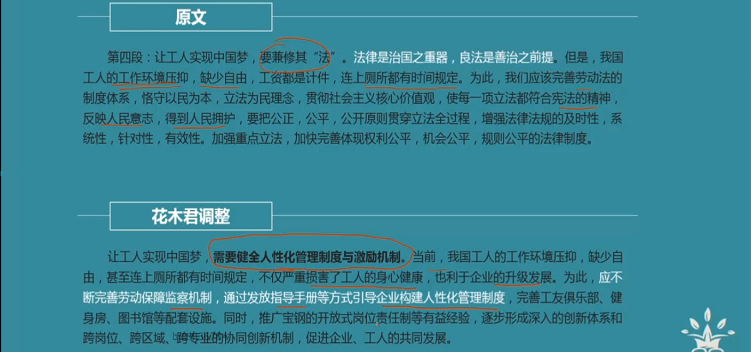 原文
第四段：让工人实现中国梦，要兼修其“法”。法律是治国之重器，良法是善治之前提。但是，我国
工人的工作环境压抑，缺少自由，工资都是计件，连上厕所都有时间规定。为此，我们应该完善劳动法的
制度体系，恪守以民为本，立法为民理念，贯彻社会主义核心价值观，使每一项立法都符合宪法的精神，
反映人民意志，得到人民拥护，要把公正，公平，公开原则贯穿立法全过程，增强法律法规的及时性，系
统性，针对性，有效性。加强重点立法，加快完善体现权利公平，机会公平，规则公平的法律制度。
花木君调整
让工人实现中国梦，需要健全人性化管理制度与激励机制。当前，我国工人的工作环境压抑，缺少自
由，甚至连上厕所都有时间规定，不仅严重损害了工人的身心健康，也利于企业的升级发展。为此，应不
断完善劳动保障监察机制，通过发放指导手册等方式引导企业构建人性化管理制度，完善工友俱乐部、健
身房、图书馆等配套设施。同时，推广宝钢的开放式岗位责任制等有益经验，逐步形成深入的创新体系和
跨岗位、跨区域、跨专业的协同创新机制，促进企业、工人的共同发展。